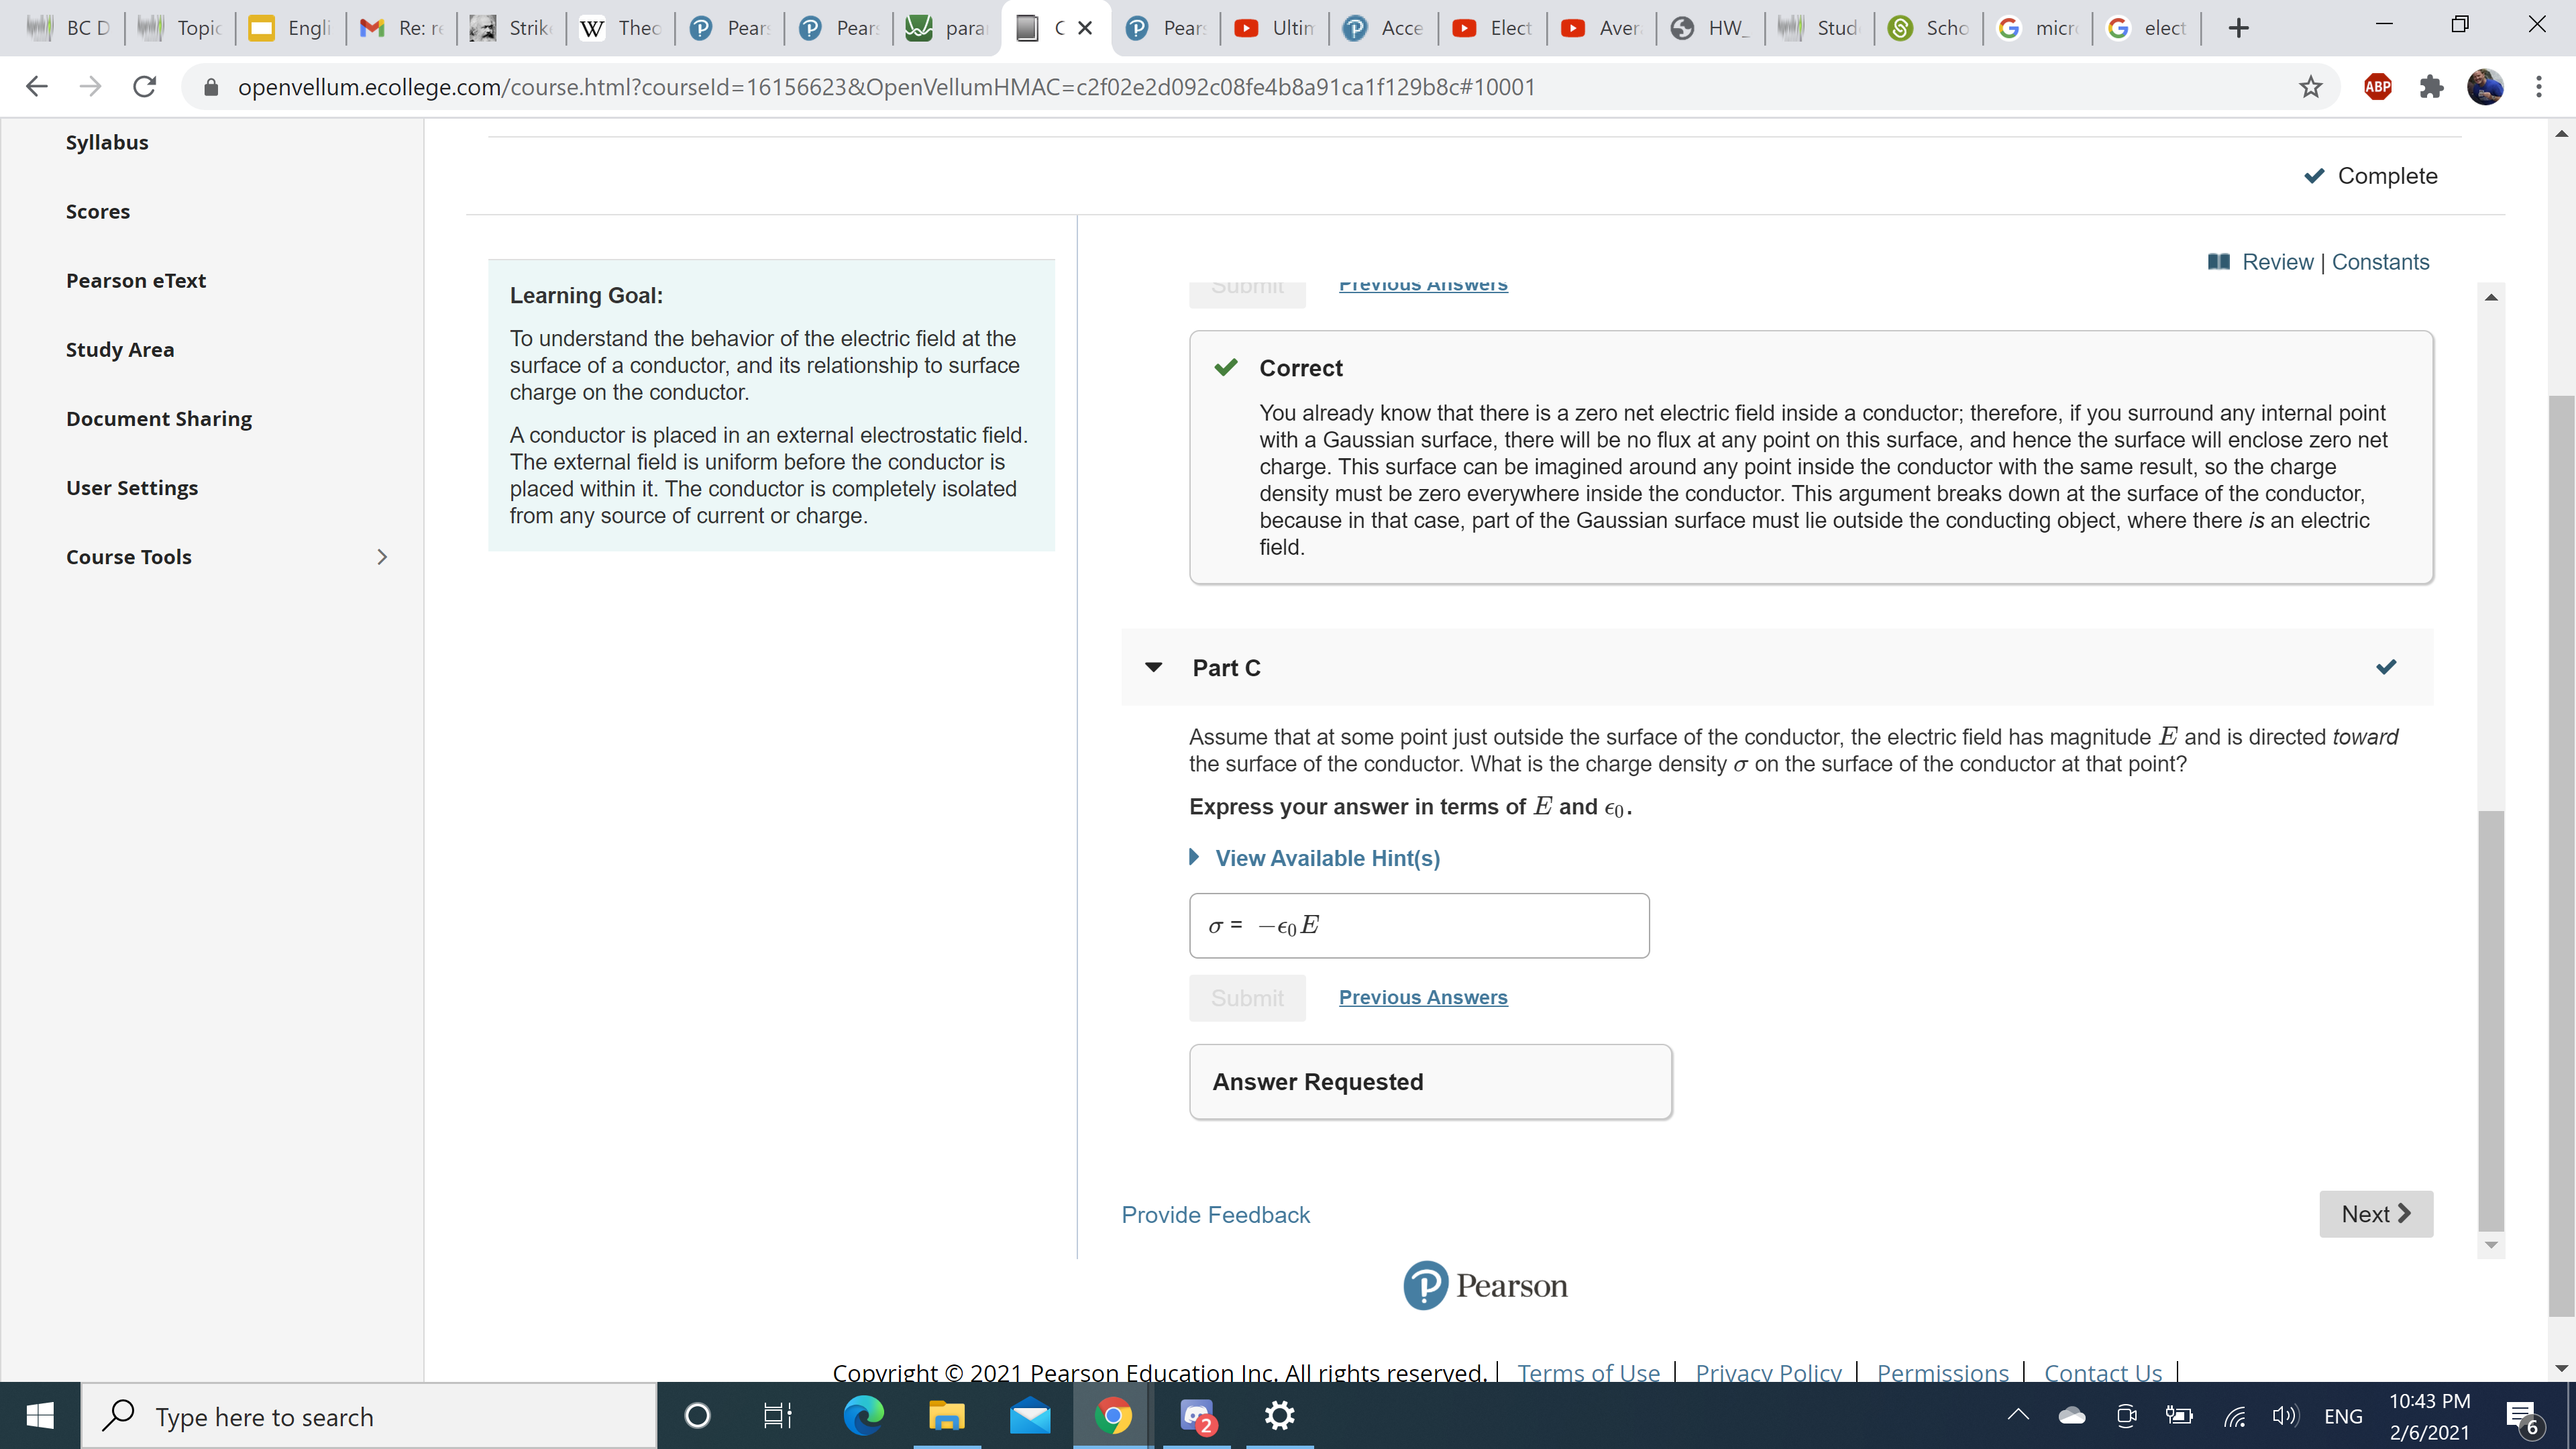 BC D
Topic
Engli
Re: re
Strik
W Theo
Pear
Pear
para
C
Pear
Ultin
Acce
Elect
Aver
HW_
Stud
Scho
micr
elect
openvellum.ecollege.com/course.html?courseId=16156623&OpenVellumHMAC=c2f02e2d092c08fe4b8a91ca1f129b8c#10001
ABP
Syllabus
Scores
Pearson eText
Study Area
Document Sharing
User Settings
Course Tools
Complete
Review | Constants
Learning Goal:
To understand the behavior of the electric field at the
surface of a conductor, and its relationship to surface
charge on the conductor.
A conductor is placed in an external electrostatic field.
The external field is uniform before the conductor is
placed within it. The conductor is completely isolated
from any source of current or charge.
Submit Previous Answers
Correct
You already know that there is a zero net electric field inside a conductor; therefore, if you surround any internal point
with a Gaussian surface, there will be no flux at any point on this surface, and hence the surface will enclose zero net
charge. This surface can be imagined around any point inside the conductor with the same result, so the charge
density must be zero everywhere inside the conductor. This argument breaks down at the surface of the conductor,
because in that case, part of the Gaussian surface must lie outside the conducting object, where there is an electric
field.
Part C
Assume that at some point just outside the surface of the conductor, the electric field has magnitude E and is directed toward
the surface of the conductor. What is the charge density σ on the surface of the conductor at that point?
Express your answer in terms of E and ϵ0.
View Available Hint(s)
σ = −ϵ0E
Submit Previous Answers
Answer Requested
Provide Feedback
Next
P Pearson
Copyright © 2021 Pearson Education Inc. All rights reserved. | Terms of Use | Privacy Policy | Permissions | Contact Us |
Type here to search
2
ENG
10:43 PM
2/6/2021
6